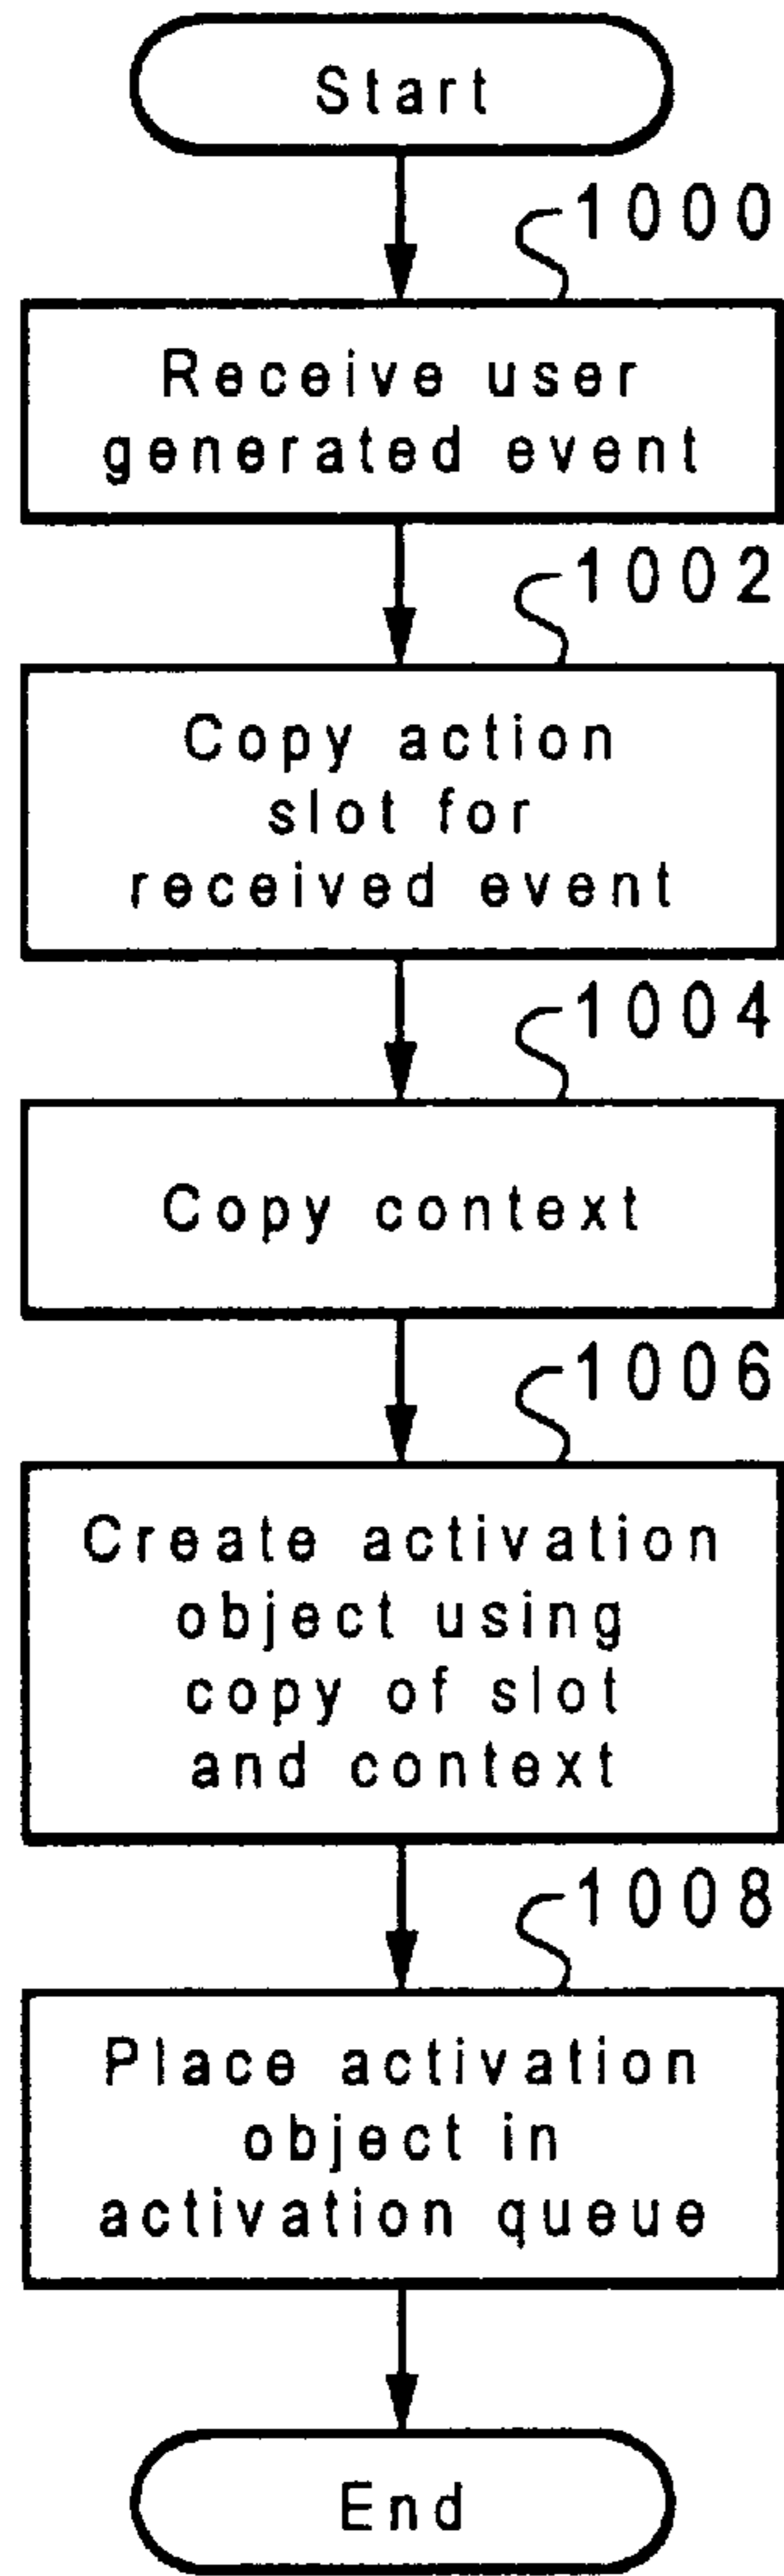 Start
1000
Receive user
generated event
1002
Copy action
slot for
received event
1004
Copy context
1006
Create activation
object using
copy of slot
and context
1008
Place activation
object in
activation queue
End